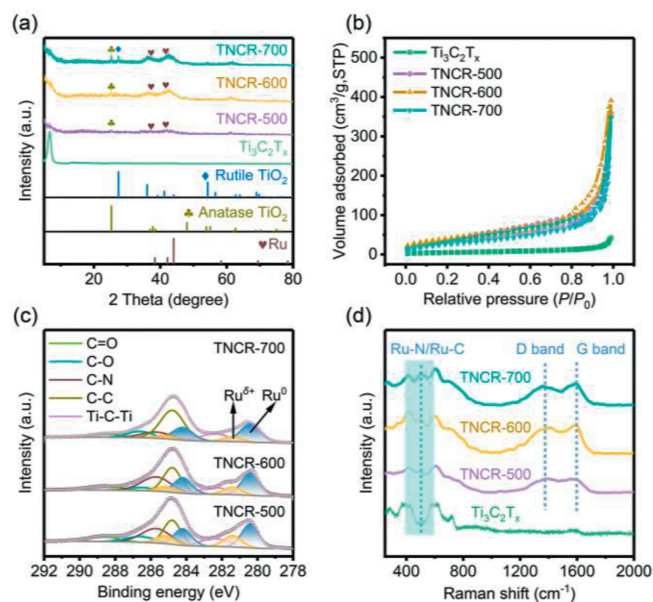 (a)
TNCR-700
TNCR-600
TNCR-500
Ti₃C₂Tₓ
♦ Rutile TiO₂
♣ Anatase TiO₂
♥ Ru
20 40 60 80
2 Theta (degree)
Intensity (a.u.)
(b)
Ti₃C₂Tₓ
TNCR-500
TNCR-600
TNCR-700
500
400
300
200
100
0
0.0 0.2 0.4 0.6 0.8 1.0
Relative pressure (P/P₀)
Volume adsorbed (cm³/g,STP)
(c)
C=O
C-O
C-N
C-C
Ti-C-Ti
TNCR-700
Ruᵟ⁺ Ru⁰
TNCR-600
TNCR-500
292 290 288 286 284 282 280 278
Binding energy (eV)
Intensity (a.u.)
(d)
Ru-N/Ru-C D band G band
TNCR-700
TNCR-600
TNCR-500
Ti₃C₂Tₓ
400 800 1200 1600 2000
Raman shift (cm⁻¹)
Intensity (a.u.)